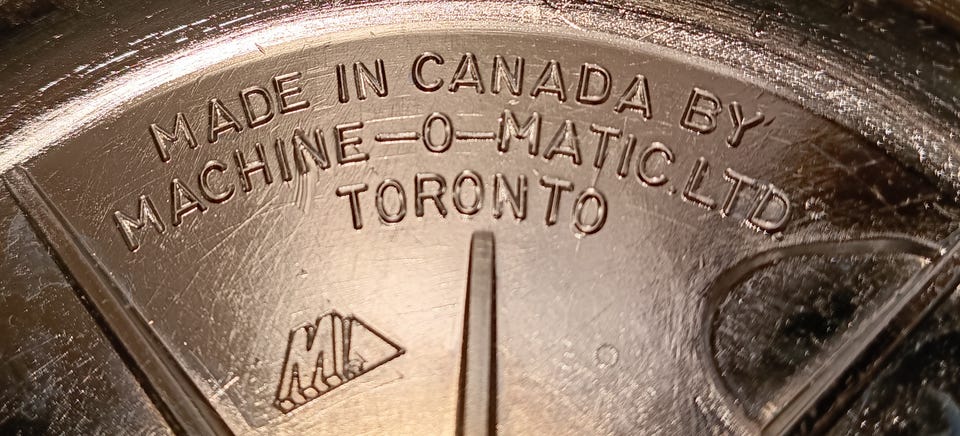 MADE IN CANADA BY
MACHINE-O-MATIC.LTD.
TORONTO